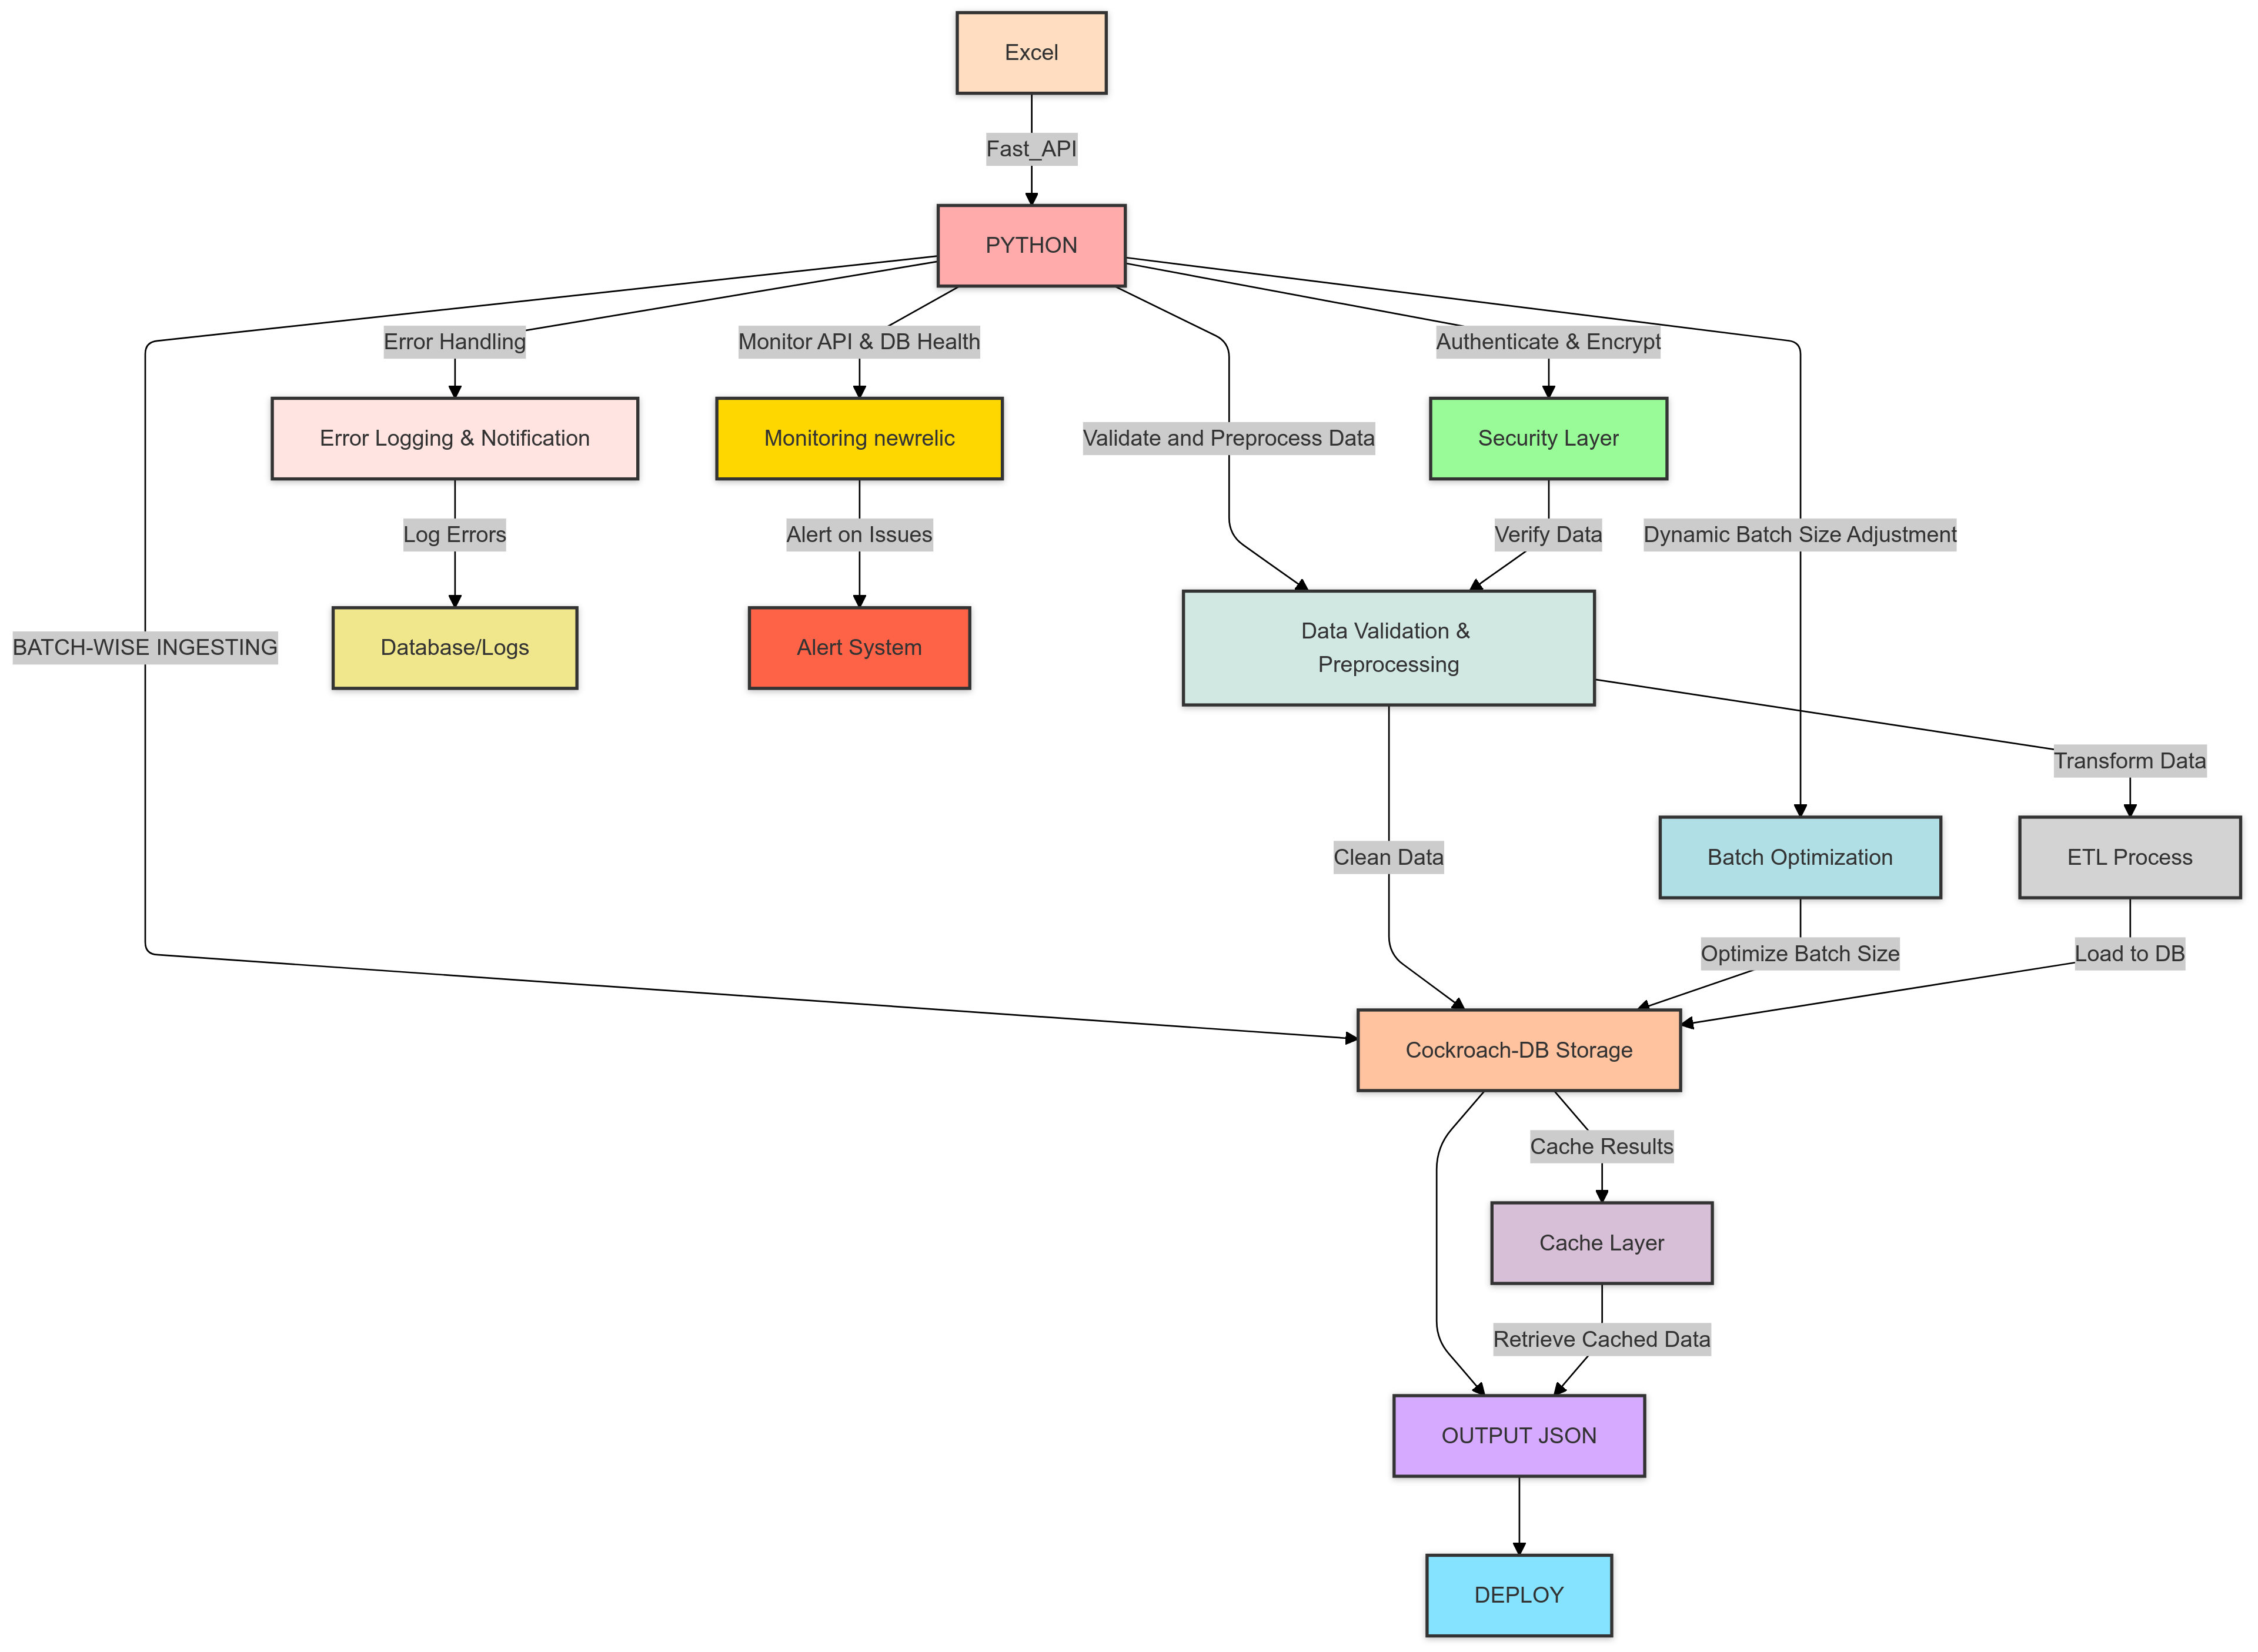 Excel
Fast_API
PYTHON
Error Handling
Monitor API & DB Health
Authenticate & Encrypt
Error Logging & Notification
Monitoring newrelic
Validate and Preprocess Data
Security Layer
Log Errors
Alert on Issues
Verify Data
Dynamic Batch Size Adjustment
BATCH-WISE INGESTING
Database/Logs
Alert System
Data Validation &
Preprocessing
Transform Data
Clean Data
Batch Optimization
ETL Process
Optimize Batch Size
Load to DB
Cockroach-DB Storage
Cache Results
Cache Layer
Retrieve Cached Data
OUTPUT JSON
DEPLOY